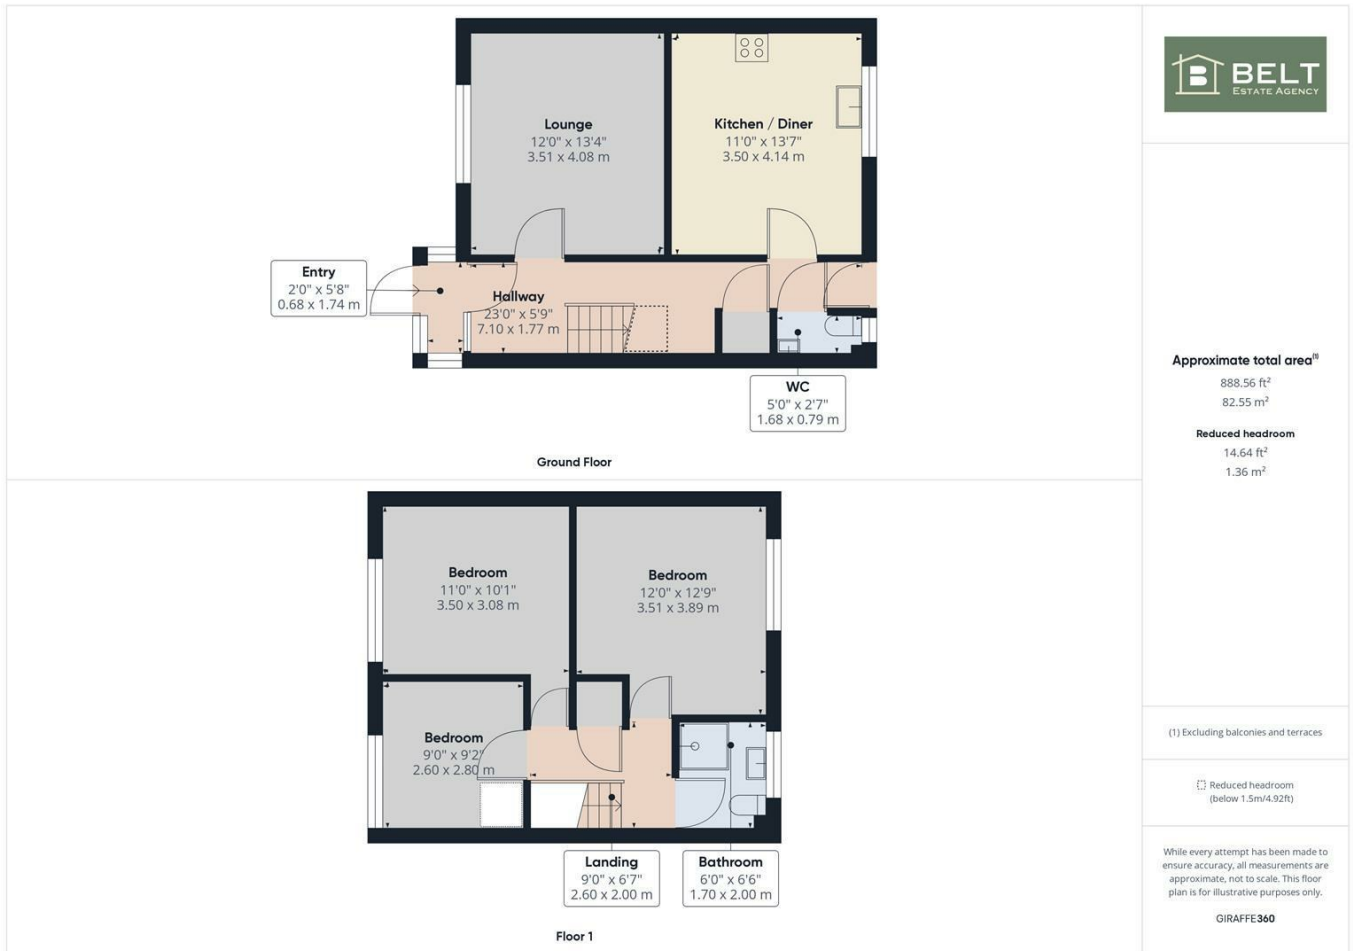 Lounge
12'0" x 13'4"
3.51 x 4.08 m
Kitchen / Diner
11'0" x 13'7"
3.50 x 4.14 m
Entry
2'0" x 5'8"
0.68 x 1.74 m
Hallway
23'0" x 5'9"
7.10 x 1.77 m
WC
5'0" x 2'7"
1.68 x 0.79 m
Ground Floor
Bedroom
11'0" x 10'1"
3.50 x 3.08 m
Bedroom
12'0" x 12'9"
3.51 x 3.89 m
Bedroom
9'0" x 9'2"
2.60 x 2.80 m
Landing
9'0" x 6'7"
2.60 x 2.00 m
Bathroom
6'0" x 6'6"
1.70 x 2.00 m
Floor 1
B BELT
ESTATE AGENCY
Approximate total area(1)
888.56 ft²
82.55 m²
Reduced headroom
14.64 ft²
1.36 m²
(1) Excluding balconies and terraces
Reduced headroom
(below 1.5m/4.92ft)
While every attempt has been made to
ensure accuracy, all measurements are
approximate, not to scale. This floor
plan is for illustrative purposes only.
GIRAFFE360